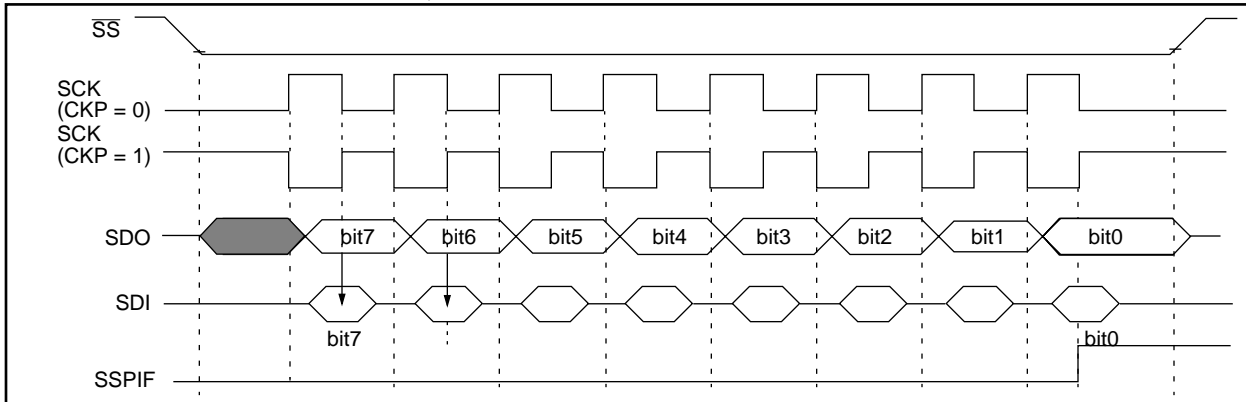 SS
SCK
(CKP = 0)
SCK
(CKP = 1)
SDO bit7 bit6 bit5 bit4 bit3 bit2 bit1 bit0
SDI
bit7 bit0
SSPIF